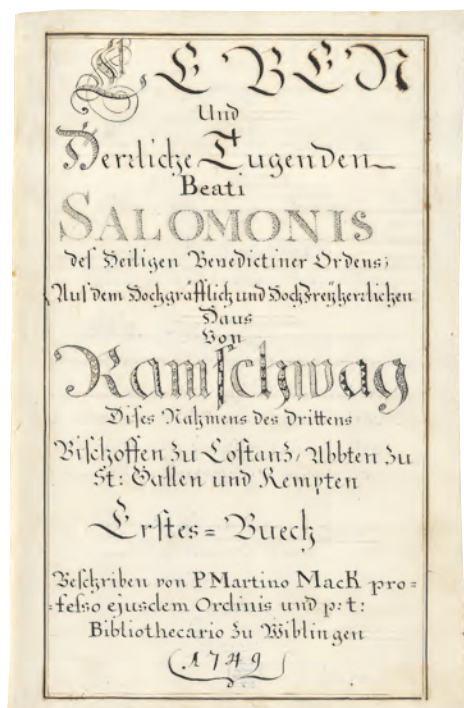 LEBEN
Und
Herrliche Tugenden
Beati
SALOMONIS
deſ Heiligen Benedictiner Ordens;
Auſ dem Hochgräfflich und Hochfreÿherrlichen
Haus
Von
Ramſchwag
Diſes Nahmens des drittens
Biſchoffen zu Coſtanz, Abbten zu
St: Gallen und Kempten
Erſtes = Buech
Beſchriben von P Martino Mack pro=
=feſso ejusdem Ordinis und p: t:
Bibliothecario zu Wiblingen
1749